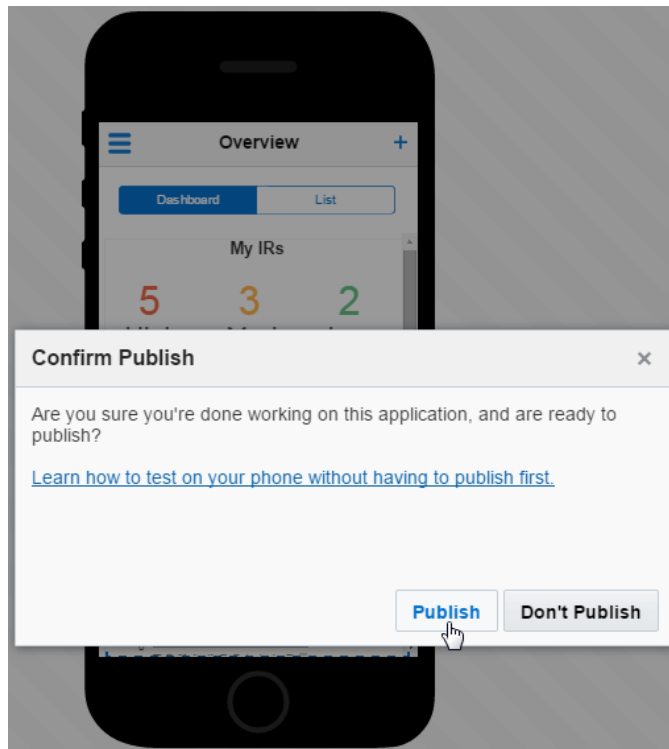 Overview +
Dashboard List
My IRs
5 3 2
Confirm Publish ×
Are you sure you're done working on this application, and are ready to
publish?
Learn how to test on your phone without having to publish first.
Publish Don't Publish